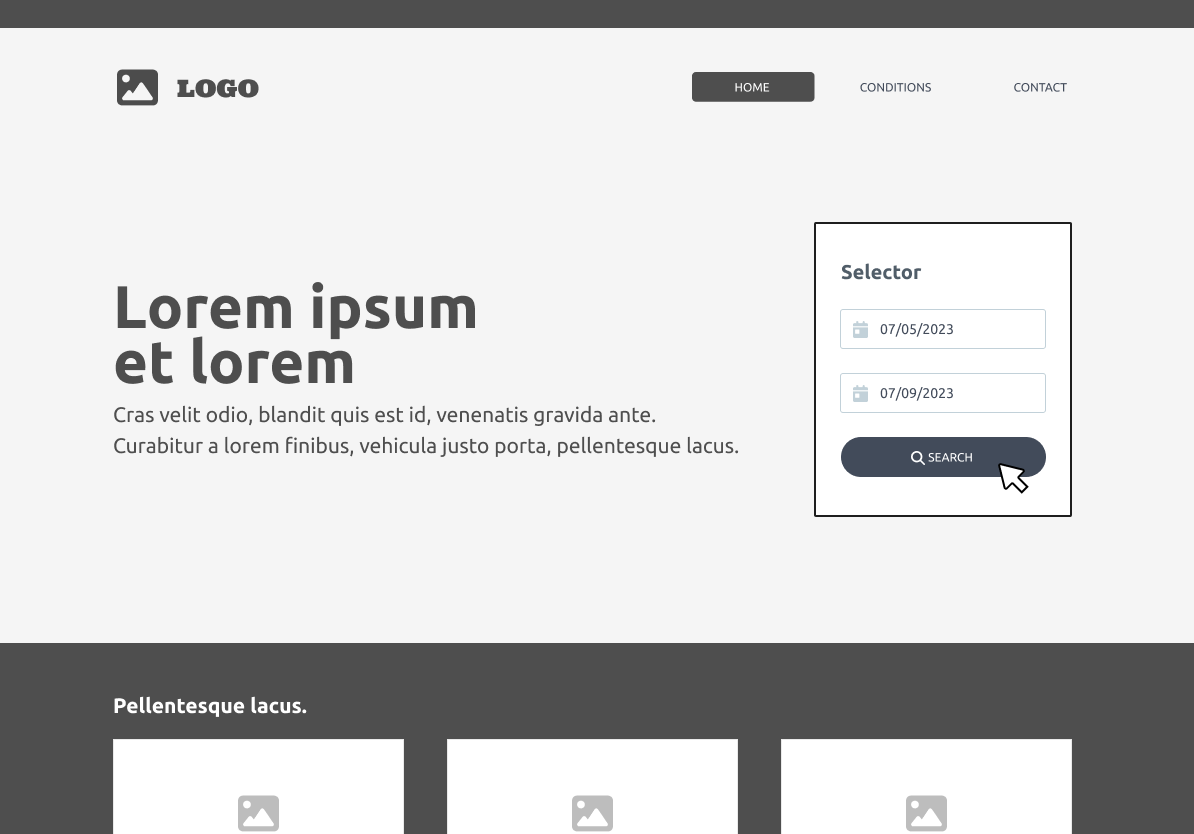 LOGO
HOME
CONDITIONS
CONTACT
Lorem ipsum
et lorem
Cras velit odio, blandit quis est id, venenatis gravida ante.
Curabitur a lorem finibus, vehicula justo porta, pellentesque lacus.
Selector
07/05/2023
07/09/2023
SEARCH
Pellentesque lacus.